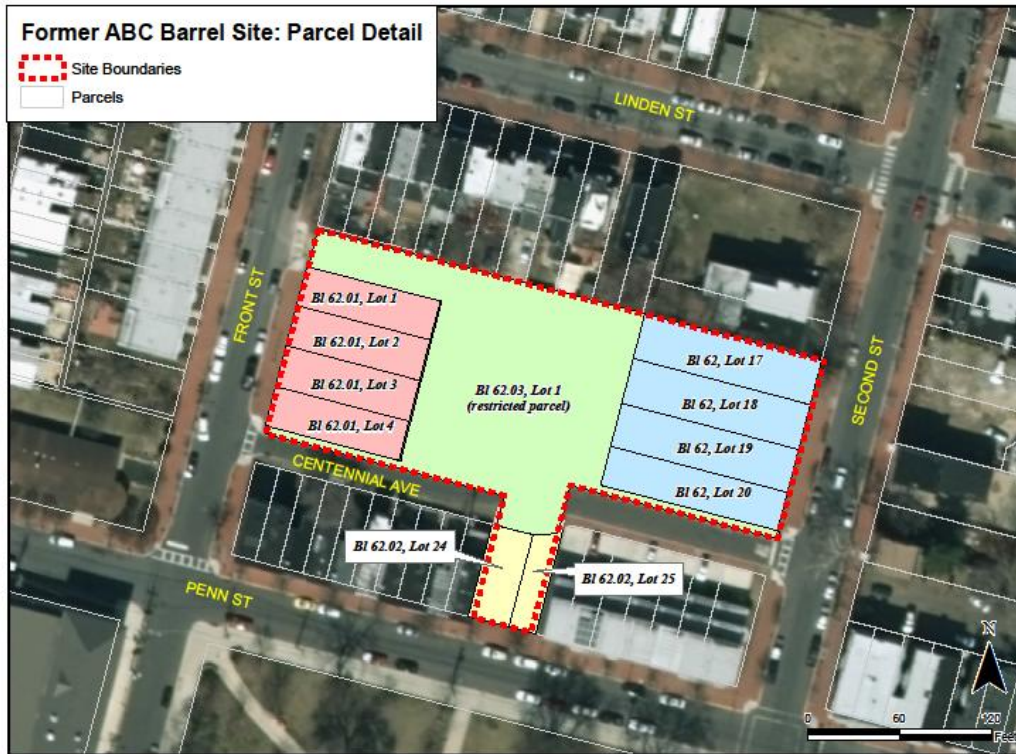 Former ABC Barrel Site: Parcel Detail
Site Boundaries
Parcels
LINDEN ST
FRONT ST
Bl 62.01, Lot 1
Bl 62.01, Lot 2
Bl 62.01, Lot 3
Bl 62.01, Lot 4
Bl 62.03, Lot 1
(restricted parcel)
Bl 62, Lot 17
Bl 62, Lot 18
Bl 62, Lot 19
Bl 62, Lot 20
SECOND ST
CENTENNIAL AVE
Bl 62.02, Lot 24
Bl 62.02, Lot 25
PENN ST
N
0 60 120
Feet